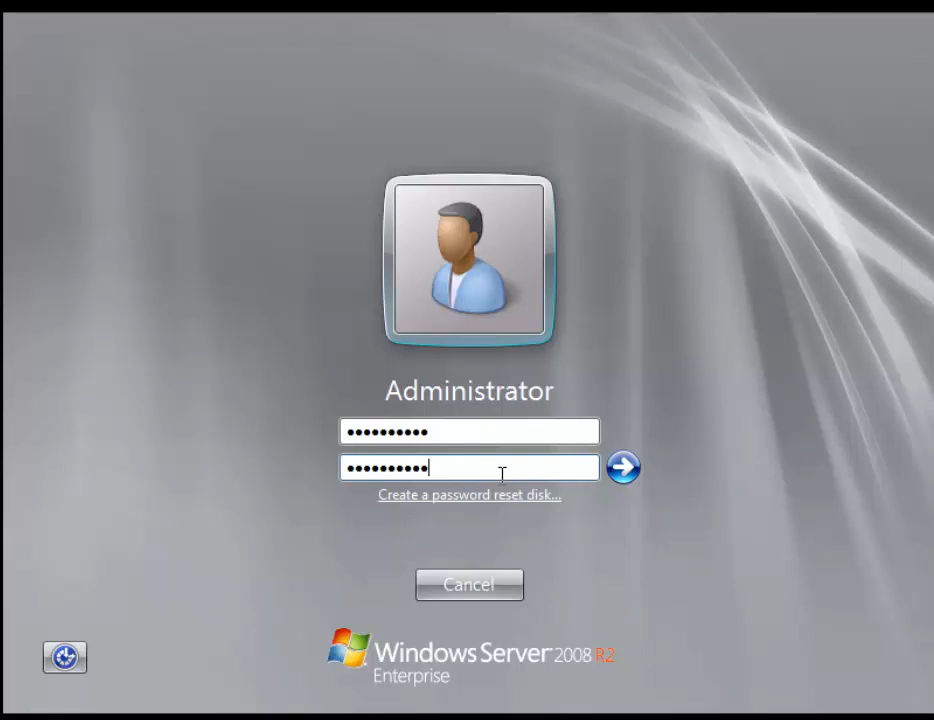 Administrator
••••••••••
••••••••••
Create a password reset disk...
Cancel
Windows Server 2008 R2
Enterprise